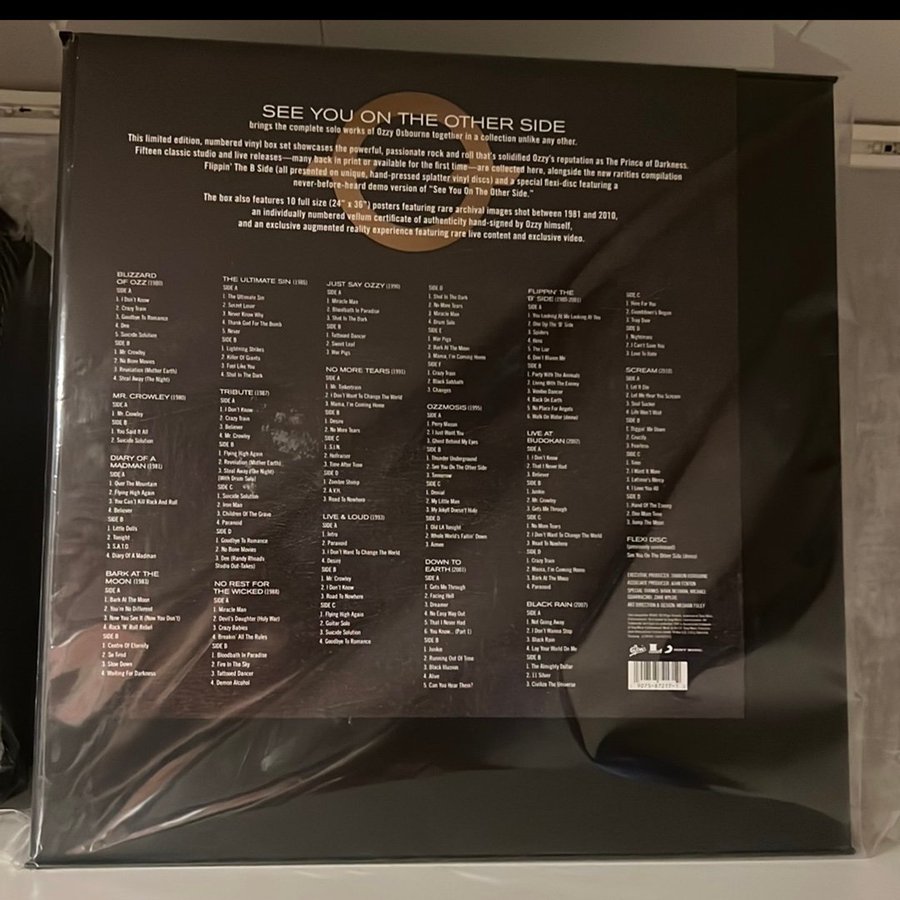 SEE YOU ON THE OTHER SIDE
brings the complete solo works of Ozzy Osbourne together in a collection unlike any other.
This limited edition, numbered vinyl box set showcases the powerful, passionate rock and roll that's solidified Ozzy's reputation as The Prince of Darkness.
Fifteen classic studio and live releases—many back in print or available for the first time—are collected here, alongside the new rarities compilation
Flippin' The B Side (all presented on unique, hand-pressed splatter vinyl discs) and a special flexi-disc featuring a
never-before-heard demo version of "See You On The Other Side."
The box also features 10 full size (24" x 36") posters featuring rare archival images shot between 1981 and 2010,
an individually numbered vellum certificate of authenticity hand-signed by Ozzy himself,
and an exclusive augmented reality experience featuring rare live content and exclusive video.
BLIZZARD
OF OZZ (1980)
SIDE A
1. I Don't Know
2. Crazy Train
3. Goodbye To Romance
4. Dee
5. Suicide Solution
SIDE B
1. Mr. Crowley
2. No Bone Movies
3. Revelation (Mother Earth)
4. Steal Away (The Night)
MR. CROWLEY (1980)
SIDE A
1. Mr. Crowley
SIDE B
1. You Said It All
2. Suicide Solution
DIARY OF A
MADMAN (1981)
SIDE A
1. Over The Mountain
2. Flying High Again
3. You Can't Kill Rock And Roll
4. Believer
SIDE B
1. Little Dolls
2. Tonight
3. S.A.T.O.
4. Diary Of A Madman
BARK AT THE
MOON (1983)
SIDE A
1. Bark At The Moon
2. You're No Different
3. Now You See It (Now You Don't)
4. Rock 'N' Roll Rebel
SIDE B
1. Centre Of Eternity
2. So Tired
3. Slow Down
4. Waiting For Darkness
THE ULTIMATE SIN (1986)
SIDE A
1. The Ultimate Sin
2. Secret Loser
3. Never Know Why
4. Thank God For The Bomb
5. Never
SIDE B
1. Lightning Strikes
2. Killer Of Giants
3. Fool Like You
4. Shot In The Dark
TRIBUTE (1987)
SIDE A
1. I Don't Know
2. Crazy Train
3. Believer
4. Mr. Crowley
SIDE B
1. Flying High Again
2. Revelation (Mother Earth)
3. Steal Away (The Night)
(With Drum Solo)
SIDE C
1. Suicide Solution
2. Iron Man
3. Children Of The Grave
4. Paranoid
SIDE D
1. Goodbye To Romance
2. No Bone Movies
3. Dee (Randy Rhoads
Studio Out-Takes)
NO REST FOR
THE WICKED (1988)
SIDE A
1. Miracle Man
2. Devil's Daughter (Holy War)
3. Crazy Babies
4. Breakin' All The Rules
SIDE B
1. Bloodbath In Paradise
2. Fire In The Sky
3. Tattooed Dancer
4. Demon Alcohol
JUST SAY OZZY (1990)
SIDE A
1. Miracle Man
2. Bloodbath In Paradise
3. Shot In The Dark
SIDE B
1. Tattooed Dancer
2. Sweet Leaf
3. War Pigs
NO MORE TEARS (1991)
SIDE A
1. Mr. Tinkertrain
2. I Don't Want To Change The World
3. Mama, I'm Coming Home
SIDE B
1. Desire
2. No More Tears
SIDE C
1. S.I.N.
2. Hellraiser
3. Time After Time
SIDE D
1. Zombie Stomp
2. A.V.H.
3. Road To Nowhere
LIVE & LOUD (1993)
SIDE A
1. Intro
2. Paranoid
3. I Don't Want To Change The World
4. Desire
SIDE B
1. Mr. Crowley
2. I Don't Know
3. Road To Nowhere
SIDE C
1. Flying High Again
2. Guitar Solo
3. Suicide Solution
4. Goodbye To Romance
SIDE D
1. Shot In The Dark
2. No More Tears
3. Miracle Man
4. Drum Solo
SIDE E
1. War Pigs
2. Bark At The Moon
3. Mama, I'm Coming Home
SIDE F
1. Crazy Train
2. Black Sabbath
3. Changes
OZZMOSIS (1995)
SIDE A
1. Perry Mason
2. I Just Want You
3. Ghost Behind My Eyes
SIDE B
1. Thunder Underground
2. See You On The Other Side
3. Tomorrow
SIDE C
1. Denial
2. My Little Man
3. My Jekyll Doesn't Hide
SIDE D
1. Old LA Tonight
2. Whole World's Fallin' Down
3. Aimee
DOWN TO
EARTH (2001)
SIDE A
1. Gets Me Through
2. Facing Hell
3. Dreamer
4. No Easy Way Out
5. That I Never Had
6. You Know... (Part 1)
SIDE B
1. Junkie
2. Running Out Of Time
3. Black Illusion
4. Alive
5. Can You Hear Them?
FLIPPIN' THE
'B' SIDE
SIDE A
1. You Looking At Me Looking At You
2. One Up The 'B' Side
3. Spiders
4. Hero
5. The Liar
6. Don't Blame Me
SIDE B
1. Party With The Animals
2. Living With The Enemy
3. Voodoo Dancer
4. Back On Earth
5. No Place For Angels
6. Walk On Water (demo)
LIVE AT
BUDOKAN (2002)
SIDE A
1. I Don't Know
2. That I Never Had
3. Believer
SIDE B
1. Junkie
2. Mr. Crowley
3. Gets Me Through
SIDE C
1. No More Tears
2. I Don't Want To Change The World
3. Road To Nowhere
SIDE D
1. Crazy Train
2. Mama, I'm Coming Home
3. Bark At The Moon
4. Paranoid
BLACK RAIN (2007)
SIDE A
1. Not Going Away
2. I Don't Wanna Stop
3. Black Rain
4. Lay Your World On Me
SIDE B
1. The Almighty Dollar
2. 11 Silver
3. Civilize The Universe
SIDE C
1. Here For You
2. Countdown's Begun
3. Trap Door
SIDE D
1. Nightmare
2. I Can't Save You
3. Love To Hate
SCREAM (2010)
SIDE A
1. Let It Die
2. Let Me Hear You Scream
3. Soul Sucker
4. Life Won't Wait
SIDE B
1. Diggin' Me Down
2. Crucify
3. Fearless
SIDE C
1. Time
2. I Want It More
3. Latimer's Mercy
4. I Love You All
SIDE D
1. Hand Of The Enemy
2. One More Time
3. Jump The Moon
FLEXI DISC
(previously unreleased)
See You On The Other Side (demo)
EXECUTIVE PRODUCER: SHARON OSBOURNE
ASSOCIATE PRODUCER: JOHN FENTON
ART DIRECTION & DESIGN: MEGHAN FOLEY
Epic
SONY MUSIC